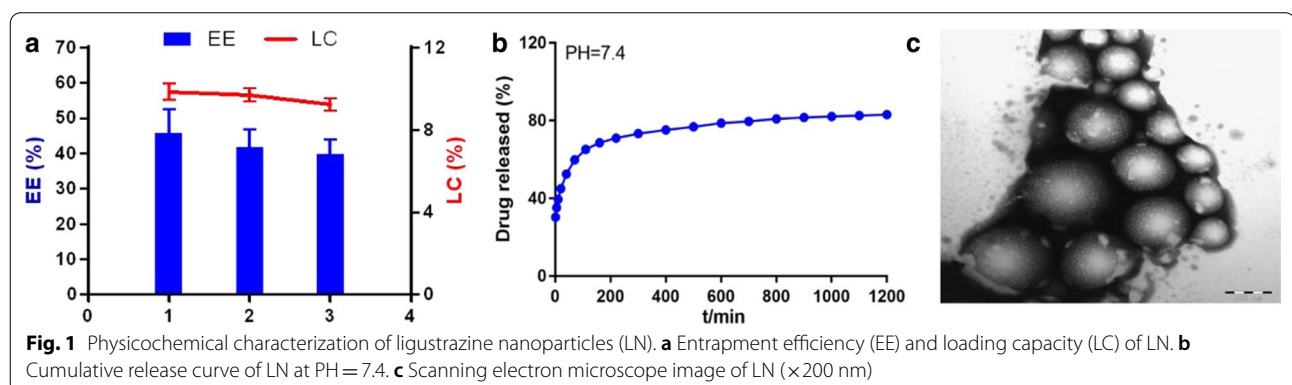 a
EE LC
70
60
50
40
30
20
10
0
EE (%)
12
8
4
0
LC (%)
0 1 2 3 4
b
PH=7.4
120
80
40
0
Drug released (%)
0 200 400 600 800 1000 1200
t/min
c
Fig. 1 Physicochemical characterization of ligustrazine nanoparticles (LN). a Entrapment efficiency (EE) and loading capacity (LC) of LN. b
Cumulative release curve of LN at PH = 7.4. c Scanning electron microscope image of LN (×200 nm)